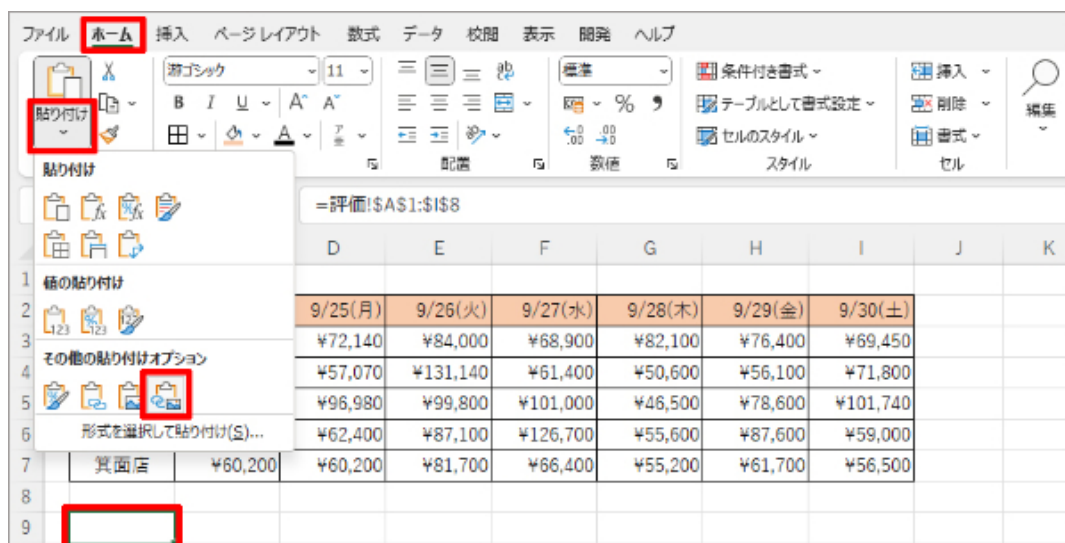 ファイル ホーム 挿入 ページ レイアウト 数式 データ 校閲 表示 開発 ヘルプ
貼り付け
游ゴシック 11
B I U A A
A
標準
% 9
条件付き書式
テーブルとして書式設定
セルのスタイル
挿入
削除
書式
編集
配置 数値 スタイル セル
貼り付け
値の貼り付け
その他の貼り付けオプション
形式を選択して貼り付け(S)...
=評価!$A$1:$I$8
D E F G H I J K
1
2 9/25(月) 9/26(火) 9/27(水) 9/28(木) 9/29(金) 9/30(土)
3 ¥72,140 ¥84,000 ¥68,900 ¥82,100 ¥76,400 ¥69,450
4 ¥57,070 ¥131,140 ¥61,400 ¥50,600 ¥56,100 ¥71,800
5 ¥96,980 ¥99,800 ¥101,000 ¥46,500 ¥78,600 ¥101,740
6 ¥62,400 ¥87,100 ¥126,700 ¥55,600 ¥87,600 ¥59,000
7 箕面店 ¥60,200 ¥60,200 ¥81,700 ¥66,400 ¥55,200 ¥61,700 ¥56,500
8
9